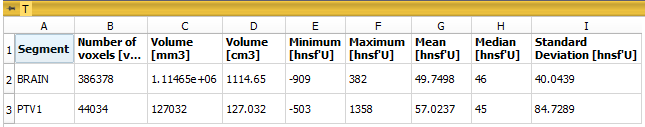 T
A B C D E F G H I
1 Segment Number of voxels [v... Volume [mm3] Volume [cm3] Minimum [hnsf'U] Maximum [hnsf'U] Mean [hnsf'U] Median [hnsf'U] Standard Deviation [hnsf'U]
2 BRAIN 386378 1.11465e+06 1114.65 -909 382 49.7498 46 40.0439
3 PTV1 44034 127032 127.032 -503 1358 57.0237 45 84.7289